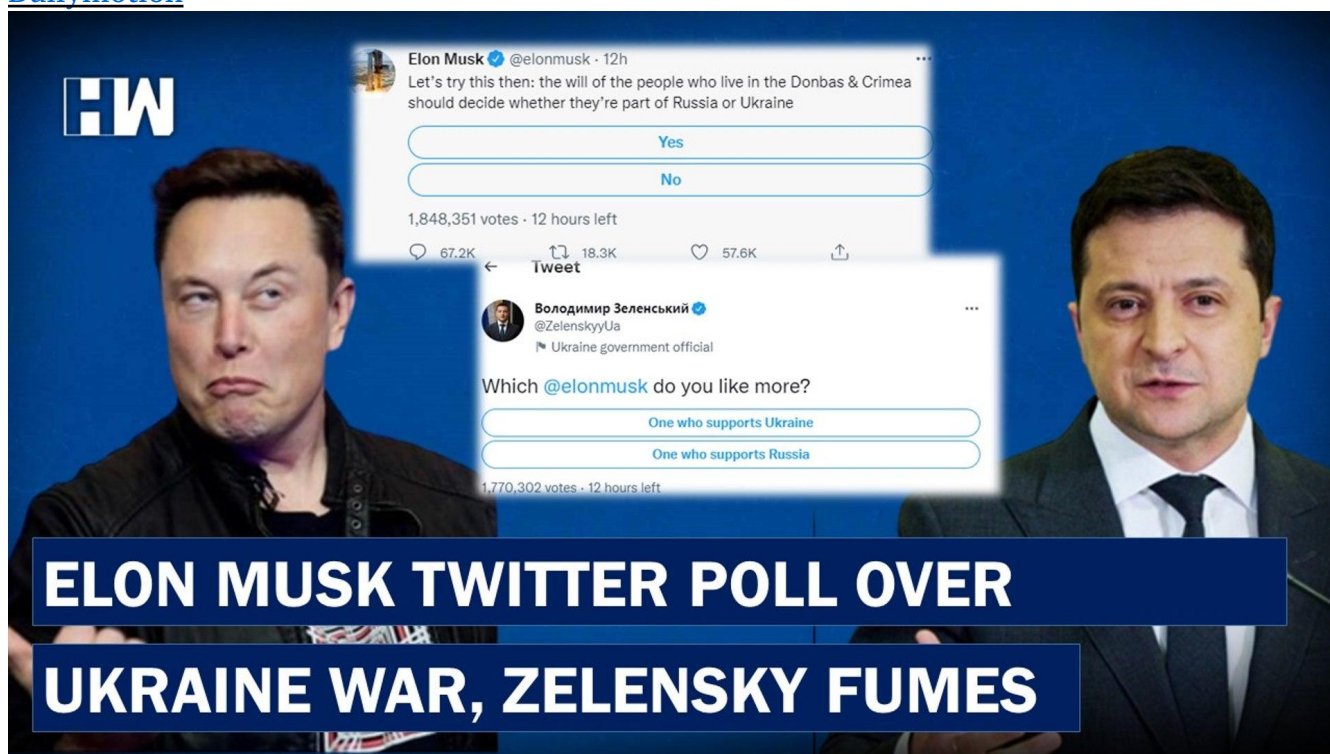 Dailymotion
HW
Elon Musk @elonmusk · 12h
Let's try this then: the will of the people who live in the Donbas & Crimea
should decide whether they're part of Russia or Ukraine
Yes
No
1,848,351 votes · 12 hours left
67.2K 18.3K 57.6K
← Tweet
Володимир Зеленський
@ZelenskyyUa
Ukraine government official
Which @elonmusk do you like more?
One who supports Ukraine
One who supports Russia
1,770,302 votes · 12 hours left
ELON MUSK TWITTER POLL OVER
UKRAINE WAR, ZELENSKY FUMES